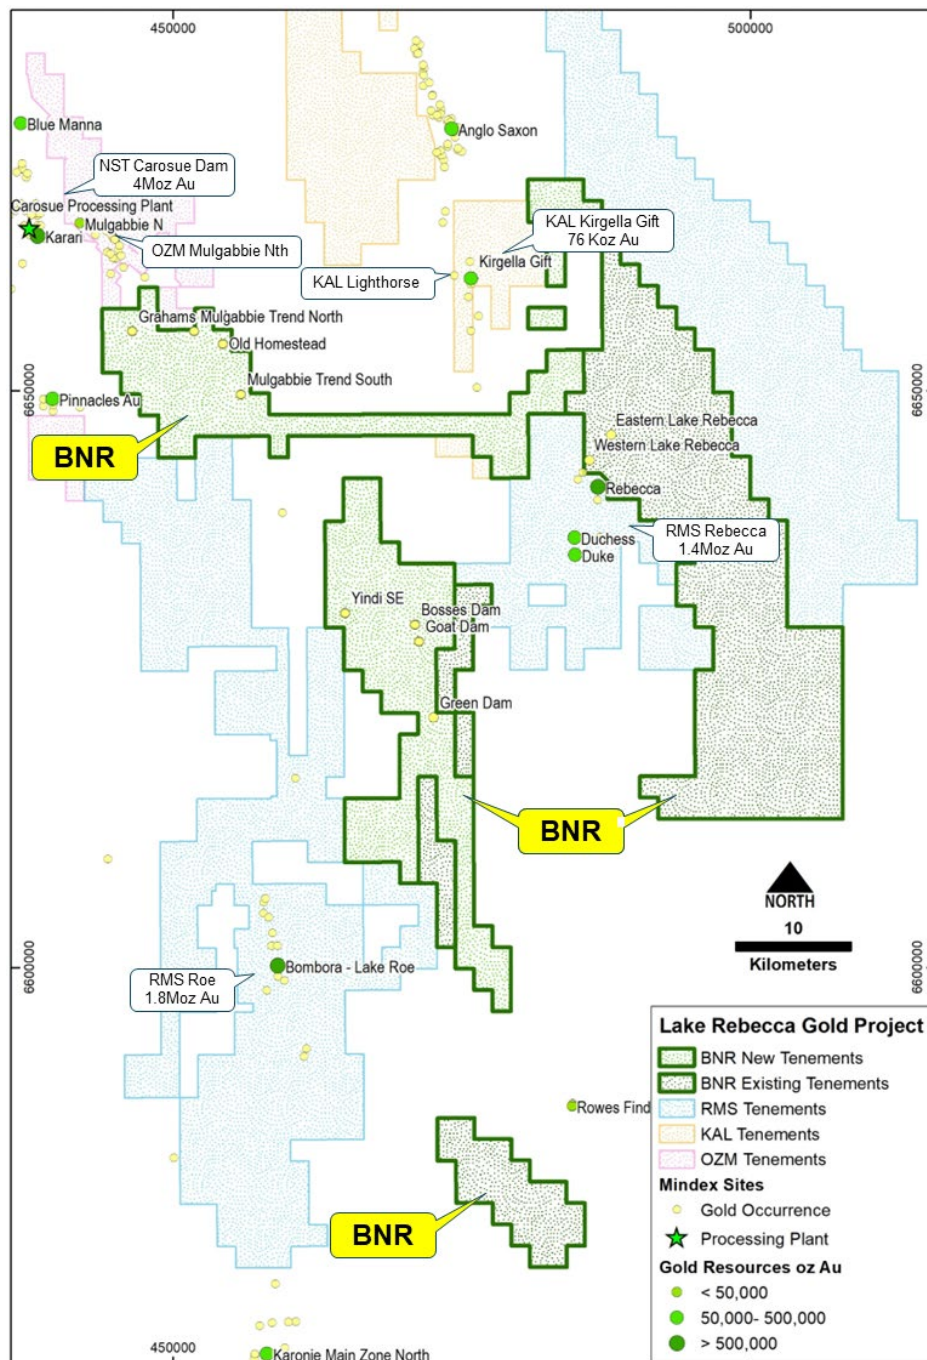 450000
500000
Blue Manna
Anglo Saxon
NST Carosue Dam
4Moz Au
Carosue Processing Plant
Mulgabbie N
Karari
OZM Mulgabbie Nth
KAL Kirgella Gift
76 Koz Au
Kirgella Gift
KAL Lighthorse
Grahams
Mulgabbie Trend North
Old Homestead
Mulgabbie Trend South
6650000
6650000
Pinnacles Au
BNR
Eastern Lake Rebecca
Western Lake Rebecca
Rebecca
RMS Rebecca
1.4Moz Au
Duchess
Duke
Yindi SE
Bosses Dam
Goat Dam
Green Dam
BNR
NORTH
10
Kilometers
6600000
6600000
Bombora - Lake Roe
RMS Roe
1.8Moz Au
Rowes Find
BNR
Lake Rebecca Gold Project
BNR New Tenements
BNR Existing Tenements
RMS Tenements
KAL Tenements
OZM Tenements
Mindex Sites
Gold Occurrence
Processing Plant
Gold Resources oz Au
< 50,000
50,000- 500,000
> 500,000
450000
Karonie Main Zone North